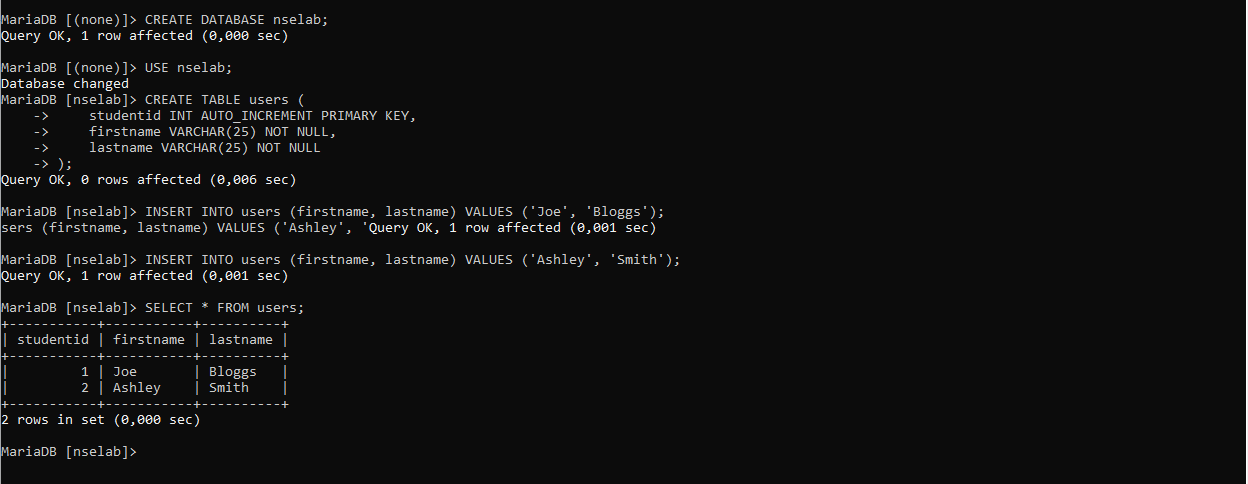 MariaDB [(none)]> CREATE DATABASE nselab;
Query OK, 1 row affected (0,000 sec)
MariaDB [(none)]> USE nselab;
Database changed
MariaDB [nselab]> CREATE TABLE users (
    ->     studentid INT AUTO_INCREMENT PRIMARY KEY,
    ->     firstname VARCHAR(25) NOT NULL,
    ->     lastname VARCHAR(25) NOT NULL
    -> );
Query OK, 0 rows affected (0,006 sec)
MariaDB [nselab]> INSERT INTO users (firstname, lastname) VALUES ('Joe', 'Bloggs');
sers (firstname, lastname) VALUES ('Ashley', 'Query OK, 1 row affected (0,001 sec)
MariaDB [nselab]> INSERT INTO users (firstname, lastname) VALUES ('Ashley', 'Smith');
Query OK, 1 row affected (0,001 sec)
MariaDB [nselab]> SELECT * FROM users;
+-----------+-----------+----------+
| studentid | firstname | lastname |
+-----------+-----------+----------+
|         1 | Joe       | Bloggs   |
|         2 | Ashley    | Smith    |
+-----------+-----------+----------+
2 rows in set (0,000 sec)
MariaDB [nselab]>